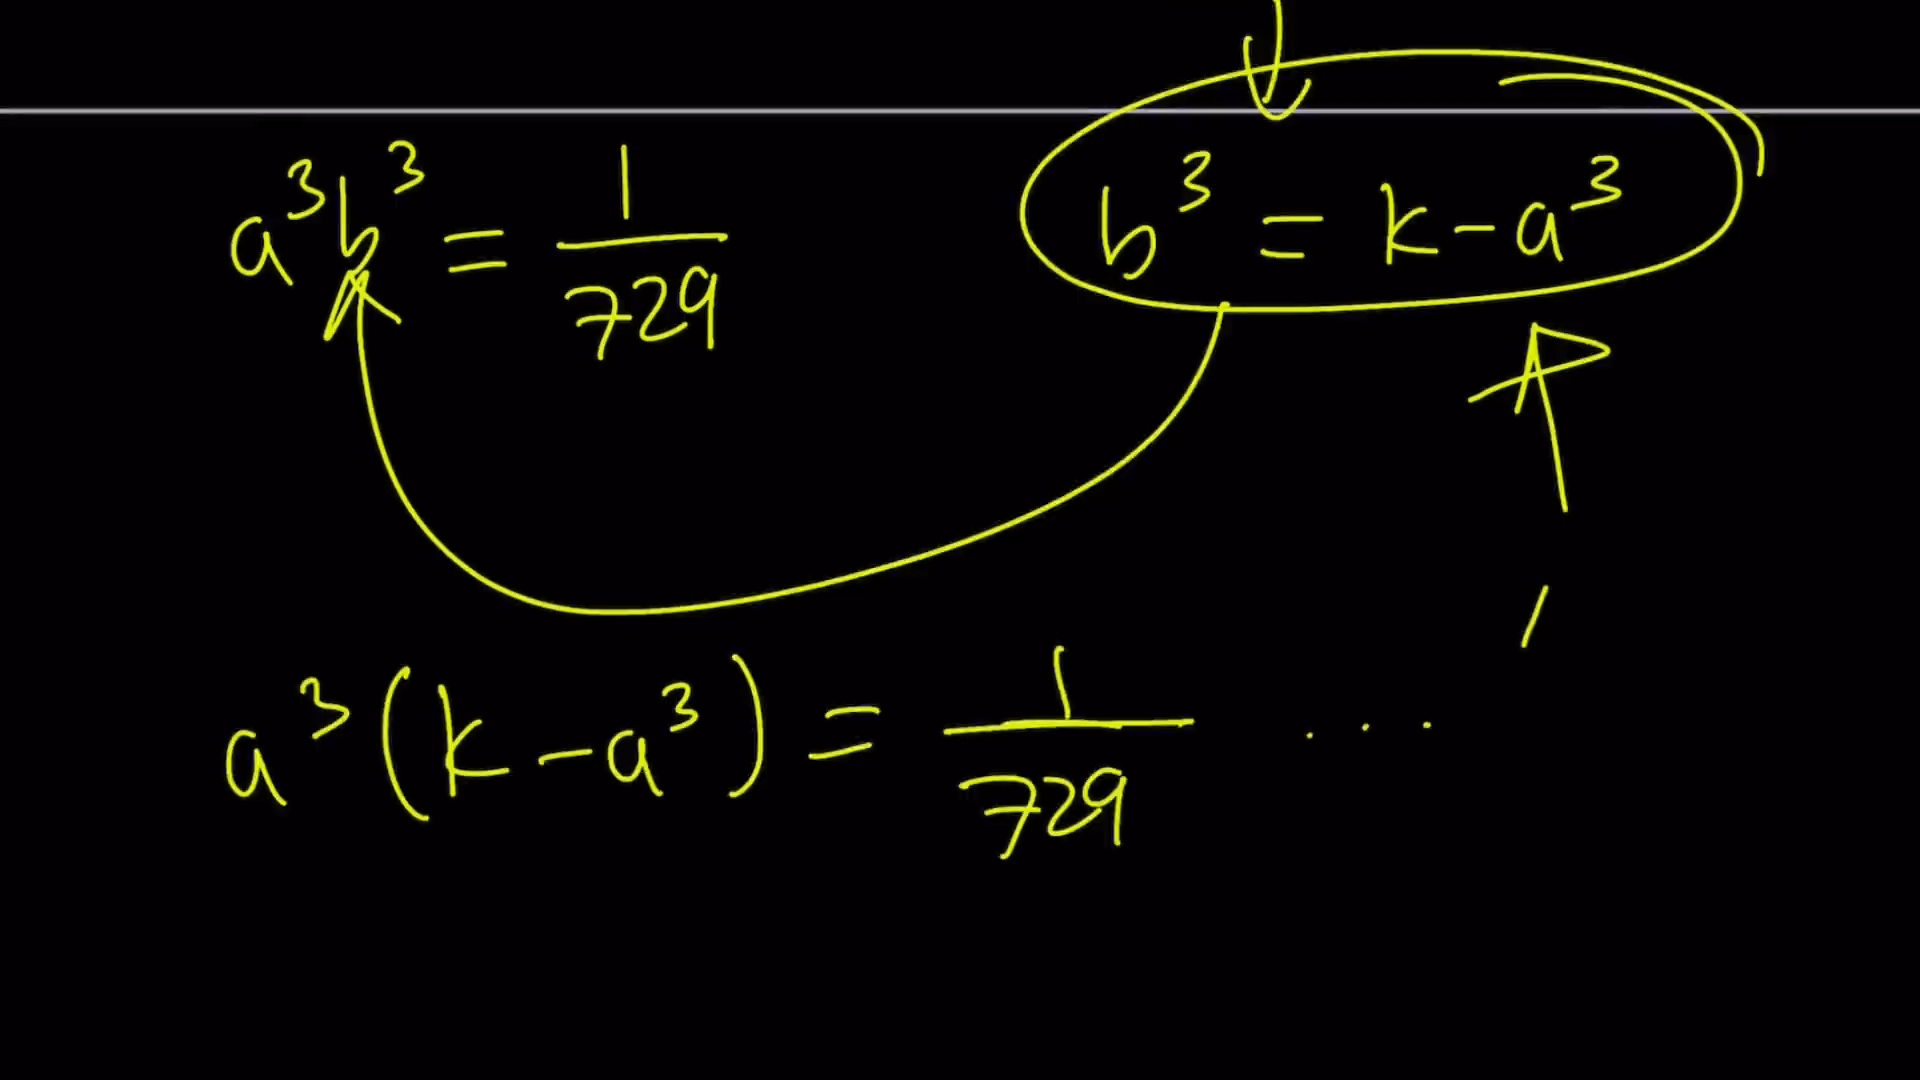 a³b³ = 1/729
b³ = k - a³
a³(k - a³) = 1/729 ....